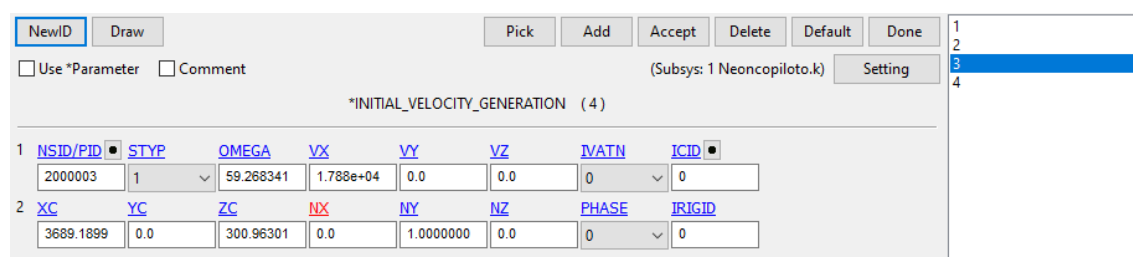 NewID Draw Pick Add Accept Delete Default Done
Use *Parameter Comment (Subsys: 1 Neoncopiloto.k) Setting
*INITIAL_VELOCITY_GENERATION (4)
1 NSID/PID STYP OMEGA VX VY VZ IVATN ICID
2000003 1 59.268341 1.788e+04 0.0 0.0 0 0
2 XC YC ZC NX NY NZ PHASE IRIGID
3689.1899 0.0 300.96301 0.0 1.0000000 0.0 0 0
1
2
3
4